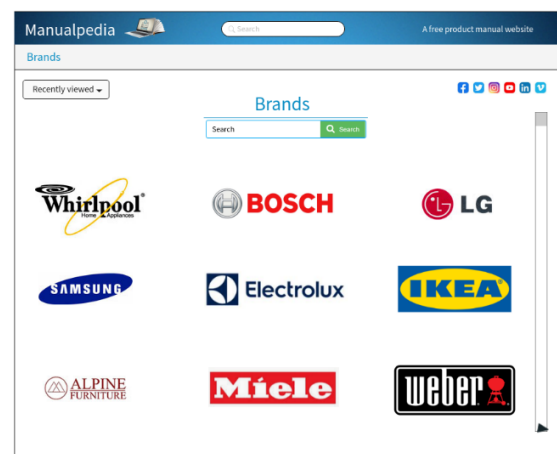 Manualpedia
Search
A free product manual website
Brands
Recently viewed
Brands
Search
Search
Whirlpool®
Home Appliances
BOSCH
LG
LG
SAMSUNG
Electrolux
IKEA
ALPINE
FURNITURE
Miele
weber